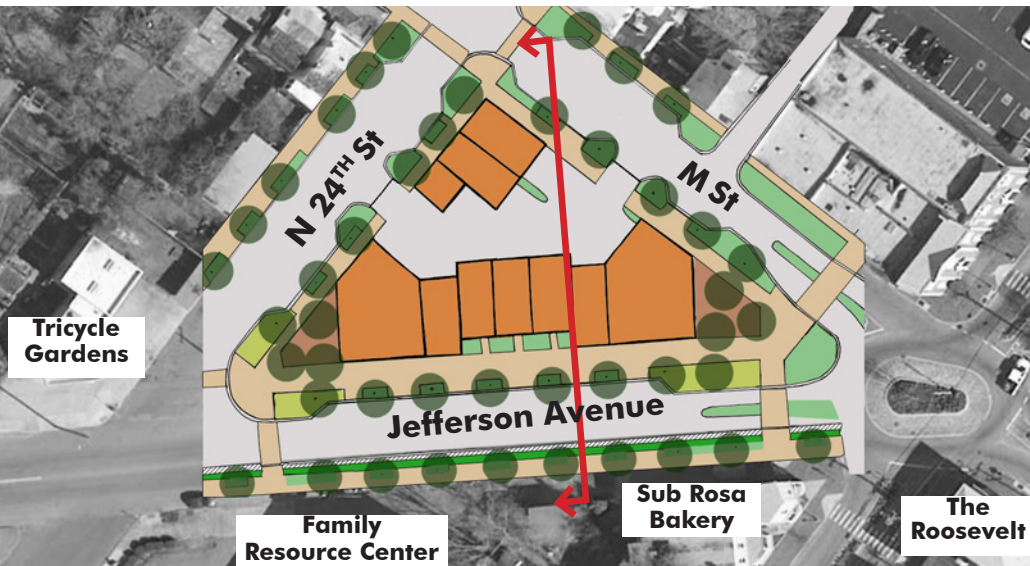 N 24TH St
M St
Tricycle
Gardens
Jefferson Avenue
Family
Resource Center
Sub Rosa
Bakery
The
Roosevelt